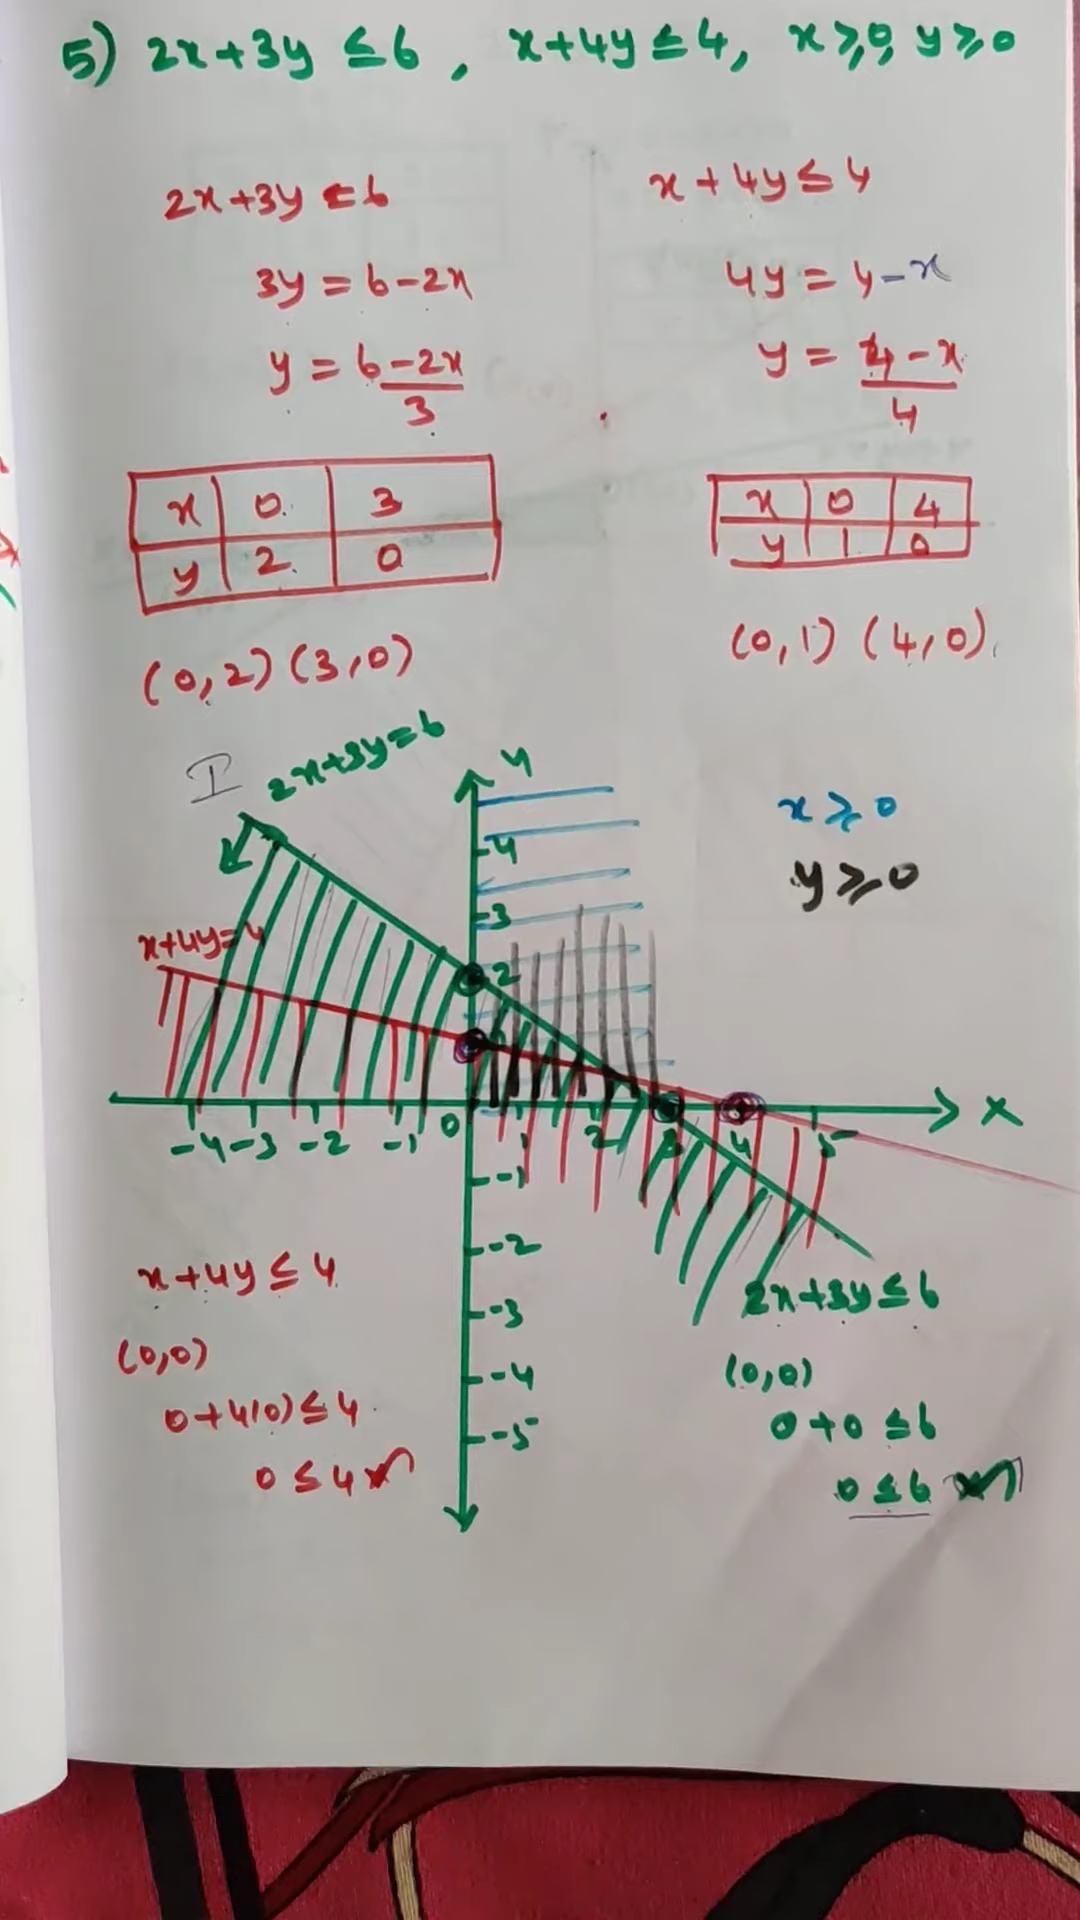 5) 2x+3y ≤6, x+4y≤4, x≥0, y≥0
2x+3y ≤6
3y = 6-2x
y = 6-2x
3
x 0 3
y 2 0
(0,2) (3,0)
x+4y≤4
4y = 4-x
y = 4-x
4
x 0 4
y 1 0
(0,1) (4,0)
I
2x+3y=6
x+4y=4
y
x≥0
y≥0
4
3
2
-4 -3 -2 -1 0 1 2 3 4 5 x
-1
-2
-3
-4
-5
x+4y≤4
(0,0)
0+4(0)≤4
0≤4
2x+3y≤6
(0,0)
0+0≤6
0≤6